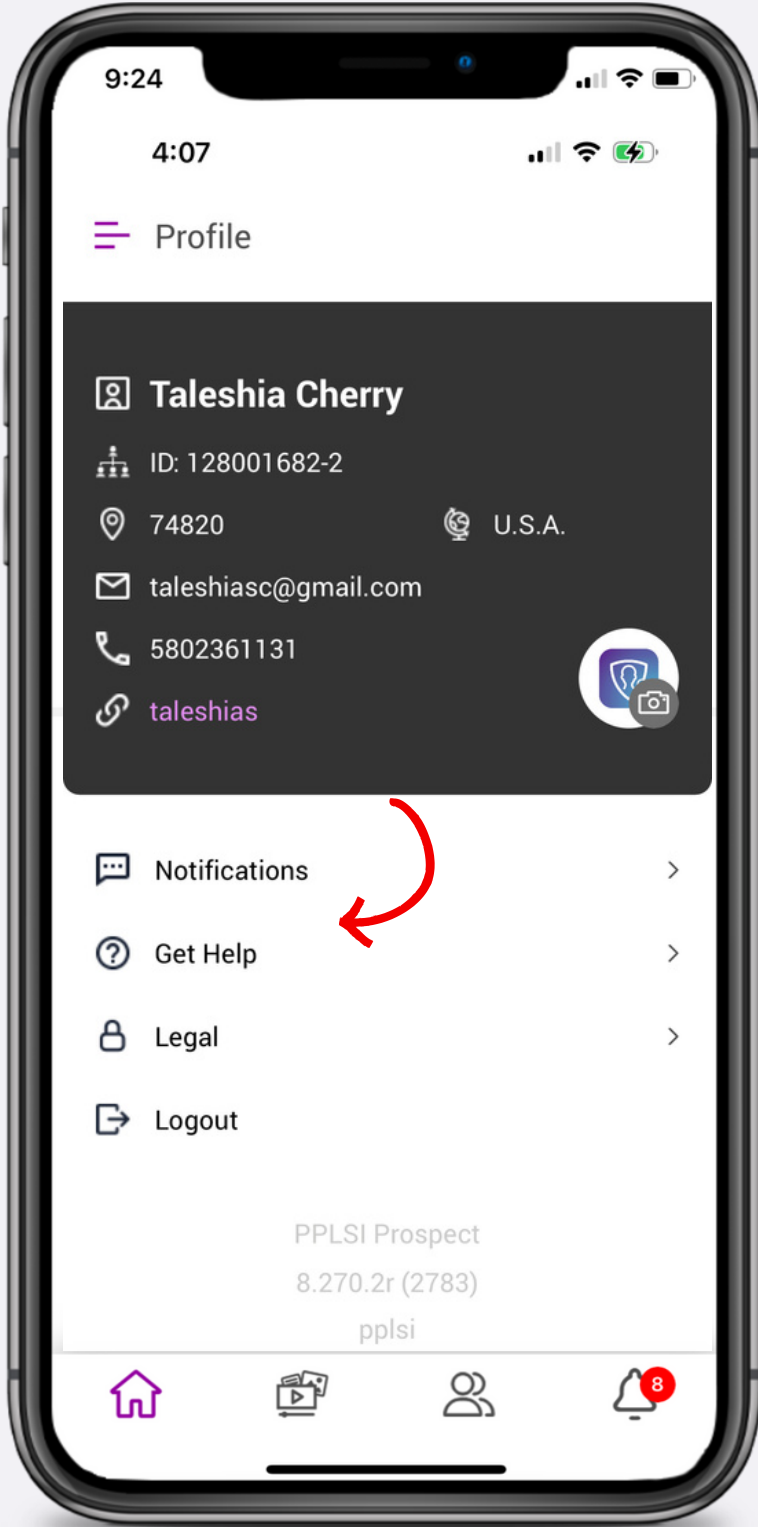 9:24
4:07
Profile
Taleshia Cherry
ID: 128001682-2
74820 U.S.A.
taleshiasc@gmail.com
5802361131
taleshias
Notifications
Get Help
Legal
Logout
PPLSI Prospect
8.270.2r (2783)
pplsi
8